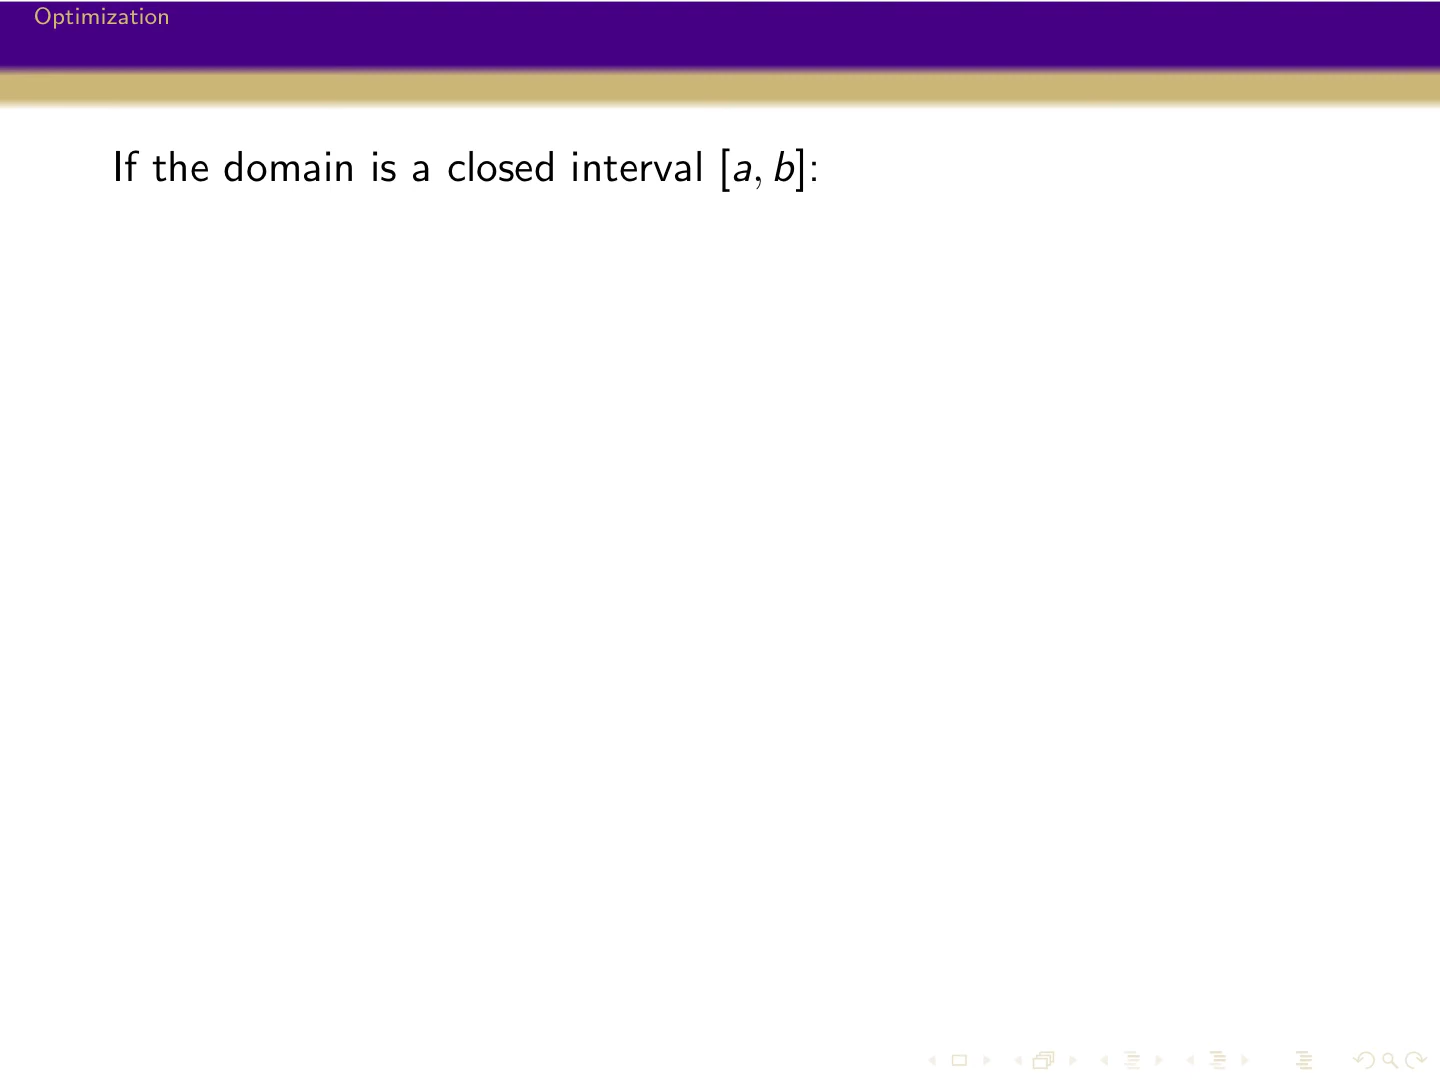 Optimization
If the domain is a closed interval [a, b]: